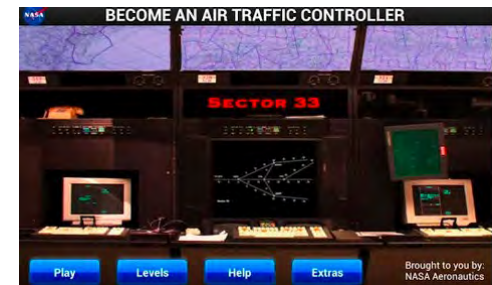 NASA
BECOME AN AIR TRAFFIC CONTROLLER
SECTOR 33
Play
Levels
Help
Extras
Brought to you by:
NASA Aeronautics